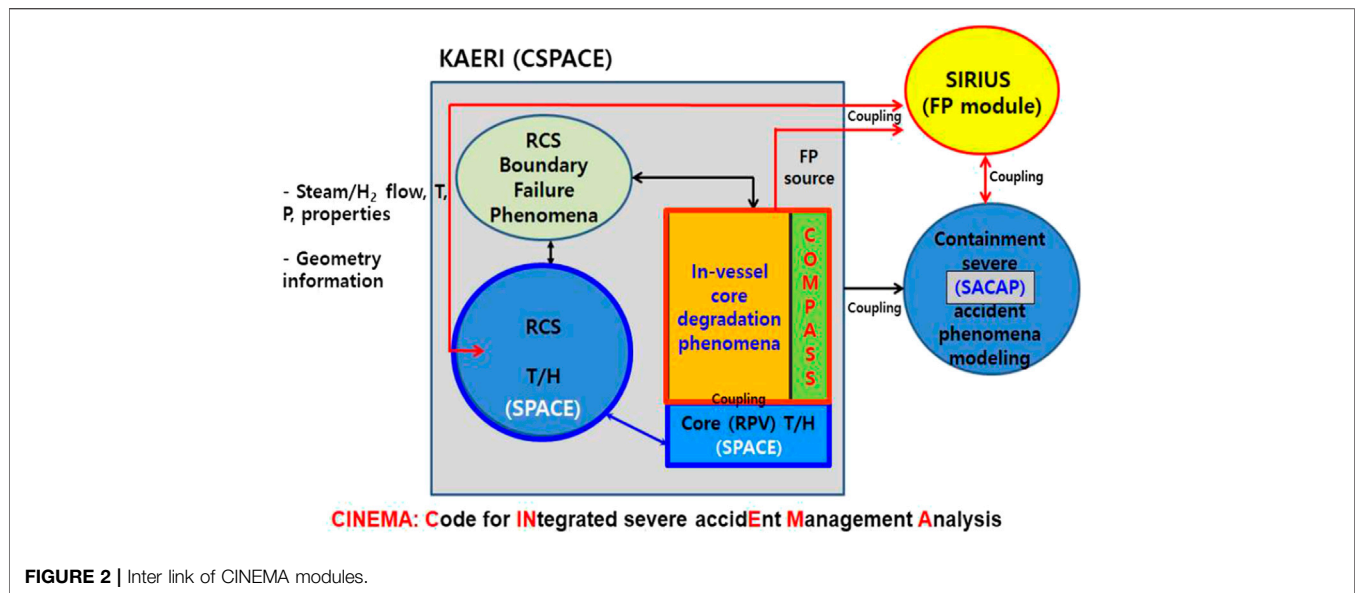 KAERI (CSPACE)
SIRIUS
(FP module)
Coupling
FP
source
RCS
Boundary
Failure
Phenomena
- Steam/H₂ flow, T,
P, properties
- Geometry
information
Coupling
COMPASS
In-vessel
core
degradation
phenomena
Containment
severe
(SACAP)
accident
phenomena
modeling
Coupling
RCS
T/H
(SPACE)
Coupling
Core (RPV) T/H
(SPACE)
CINEMA: Code for INtegrated severe accidEnt Management Analysis
FIGURE 2 | Inter link of CINEMA modules.